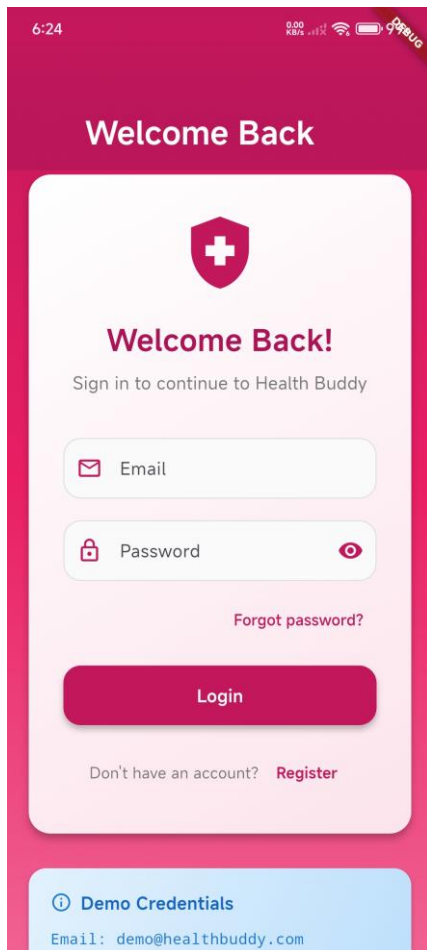 6:24
0.00
KB/s
DEBUG
Welcome Back
Welcome Back!
Sign in to continue to Health Buddy
Email
Password
Forgot password?
Login
Don't have an account? Register
Demo Credentials
Email: demo@healthbuddy.com